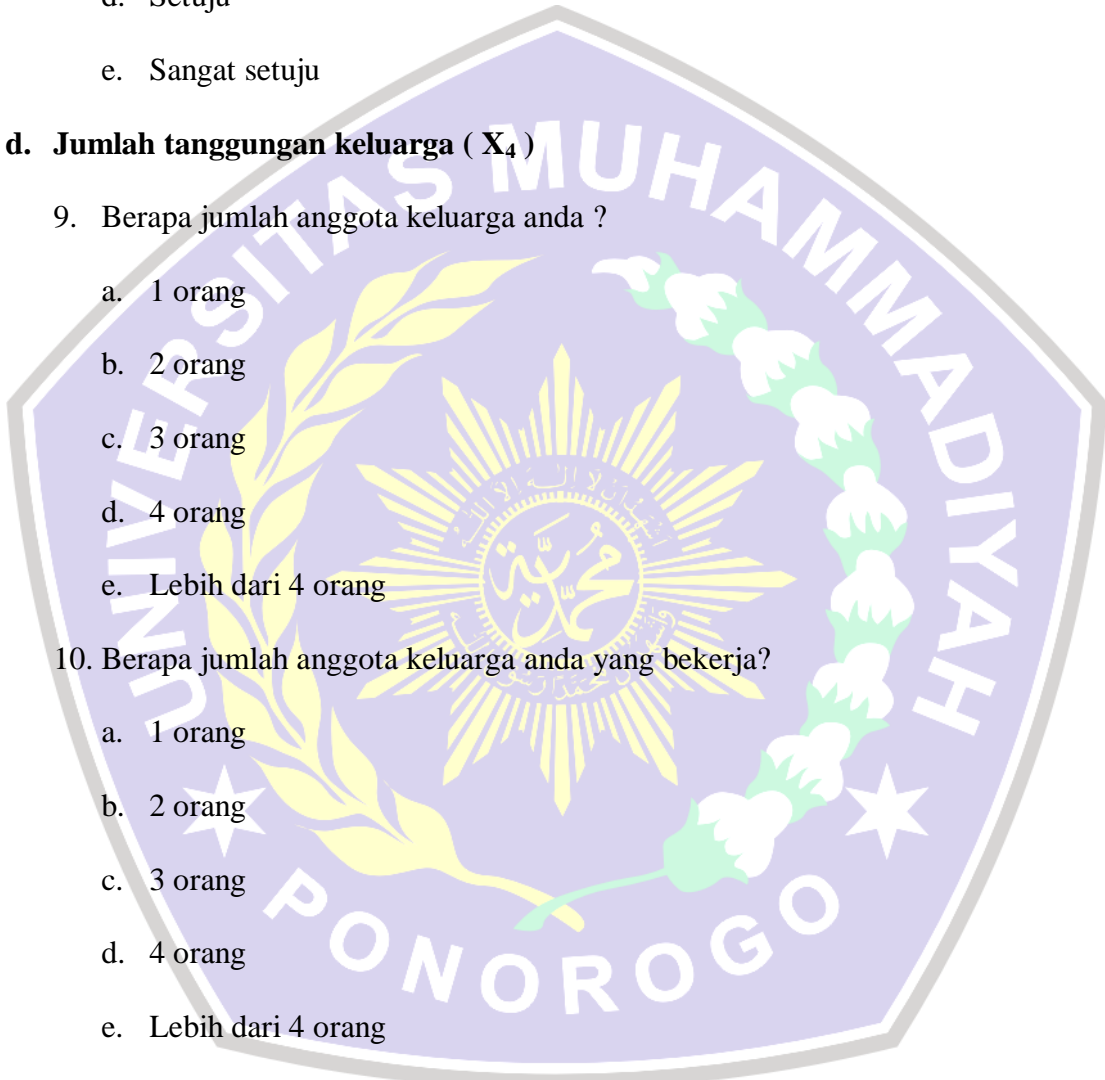 d. Setuju
e. Sangat setuju
d. Jumlah tanggungan keluarga ( X₄ )
9. Berapa jumlah anggota keluarga anda ?
a. 1 orang
b. 2 orang
c. 3 orang
d. 4 orang
e. Lebih dari 4 orang
10. Berapa jumlah anggota keluarga anda yang bekerja?
a. 1 orang
b. 2 orang
c. 3 orang
d. 4 orang
e. Lebih dari 4 orang
UNIVERSITAS MUHAMMADIYAH
PONOROGO
محمدية